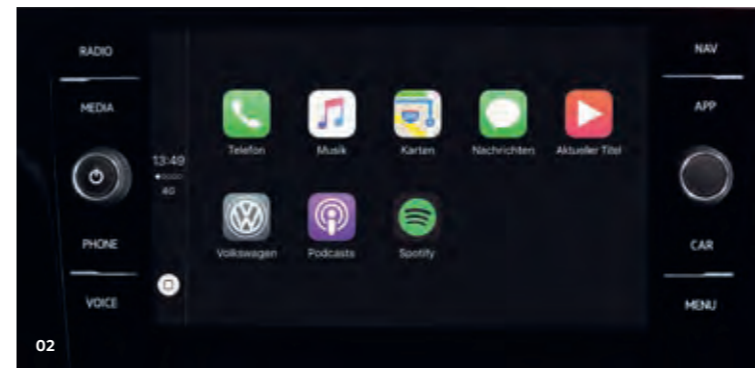 RADIO
MEDIA
PHONE
VOICE
13:49
4G
Telefon
Musik
Karten
Nachrichten
Aktueller Titel
Volkswagen
Podcasts
Spotify
NAV
APP
CAR
MENU
02